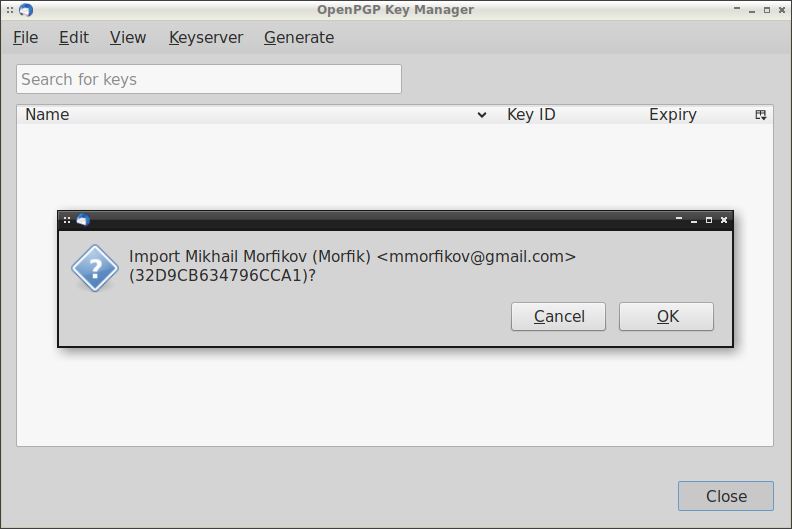 OpenPGP Key Manager
File Edit View Keyserver Generate
Search for keys
Name Key ID Expiry
Import Mikhail Morfikov (Morfik) <mmorfikov@gmail.com>
(32D9CB634796CCA1)?
Cancel OK
Close